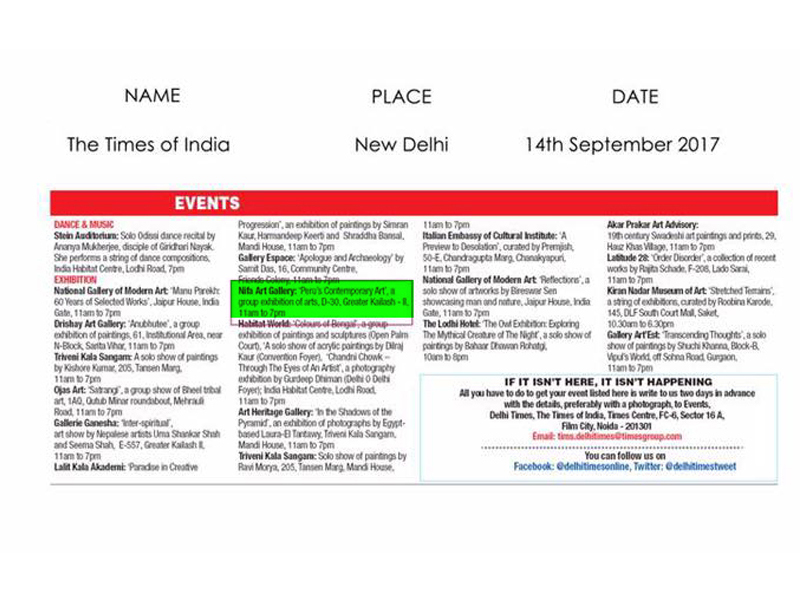 NAME PLACE DATE
The Times of India New Delhi 14th September 2017
EVENTS
DANCE & MUSIC
Stein Auditorium: Solo Odissi dance recital by
Ananya Mukherjee, disciple of Giridhari Nayak.
She performs a string of dance compositions,
India Habitat Centre, Lodhi Road, 7pm
EXHIBITION
National Gallery of Modern Art: 'Manu Parekh:
60 Years of Selected Works', Jaipur House, India
Gate, 11am to 7pm
Drishay Art Gallery: 'Anubhutee', a group
exhibition of paintings, 61, Institutional Area, near
N-Block, Sarita Vihar, 11am to 7pm
Triveni Kala Sangam: A solo show of paintings
by Kishore Kumar, 205, Tansen Marg,
11am to 7pm
Ojas Art: 'Satrangi', a group show of Bheel tribal
art, 1AQ, Qutub Minar roundabout, Mehrauli
Road, 11am to 7pm
Gallerie Ganesha: 'Inter-spiritual',
art show by Nepalese artists Uma Shankar Shah
and Seema Shah, E-557, Greater Kailash II,
11am to 7pm
Lalit Kala Akademi: 'Paradise in Creative
Progression', an exhibition of paintings by Simran
Kaur, Harmandeep Keerti and Shraddha Bansal,
Mandi House, 11am to 7pm
Gallery Espace: 'Apologue and Archaeology' by
Samit Das, 16, Community Centre,
Friends Colony, 11am to 7pm
Nifa Art Gallery: 'Peru's Contemporary Art', a
group exhibition of arts, D-30, Greater Kailash - II,
11am to 7pm
Habitat World: 'Colours of Bengal', a group
exhibition of paintings and sculptures (Open Palm
Court), 'A solo show of acrylic paintings by Dilraj
Kaur (Convention Foyer), 'Chandni Chowk –
Through The Eyes of An Artist', a photography
exhibition by Gurdeep Dhiman (Delhi O Delhi
Foyer); India Habitat Centre, Lodhi Road,
11am to 7pm
Art Heritage Gallery: 'In the Shadows of the
Pyramid', an exhibition of photographs by Egypt-
based Laura-El Tantawy, Triveni Kala Sangam,
Mandi House, 11am to 7pm
Triveni Kala Sangam: Solo show of paintings by
Ravi Morya, 205, Tansen Marg, Mandi House,
11am to 7pm
Italian Embassy of Cultural Institute: 'A
Preview to Desolation', curated by Premjish,
50-E, Chandragupta Marg, Chanakyapuri,
11am to 7pm
National Gallery of Modern Art: 'Reflections', a
solo show of artworks by Bireswar Sen
showcasing man and nature, Jaipur House, India
Gate, 11am to 7pm
The Lodhi Hotel: 'The Owl Exhibition: Exploring
The Mythical Creature of The Night', a solo show of
paintings by Bahaar Dhawan Rohatgi,
10am to 8pm
Akar Prakar Art Advisory:
19th century Swadeshi art paintings and prints, 29,
Hauz Khas Village, 11am to 7pm
Latitude 28: 'Order Disorder', a collection of recent
works by Rajita Schade, F-208, Lado Sarai,
11am to 7pm
Kiran Nadar Museum of Art: 'Stretched Terrains',
a string of exhibitions, curated by Roobina Karode,
145, DLF South Court Mall, Saket,
10.30am to 6.30pm
Gallery Art'Est: 'Transcending Thoughts', a solo
show of paintings by Shuchi Khanna, Block-B,
Vipul's World, off Sohna Road, Gurgaon,
11am to 7pm
IF IT ISN'T HERE, IT ISN'T HAPPENING
All you have to do to get your event listed here is write to us two days in advance
with the details, preferably with a photograph, to Events,
Delhi Times, The Times of India, Times Centre, FC-6, Sector 16 A,
Film City, Noida - 201301
Email: tims.delhitimes@timesgroup.com
You can follow us on
Facebook: @delhitimesonline, Twitter: @delhitimestweet